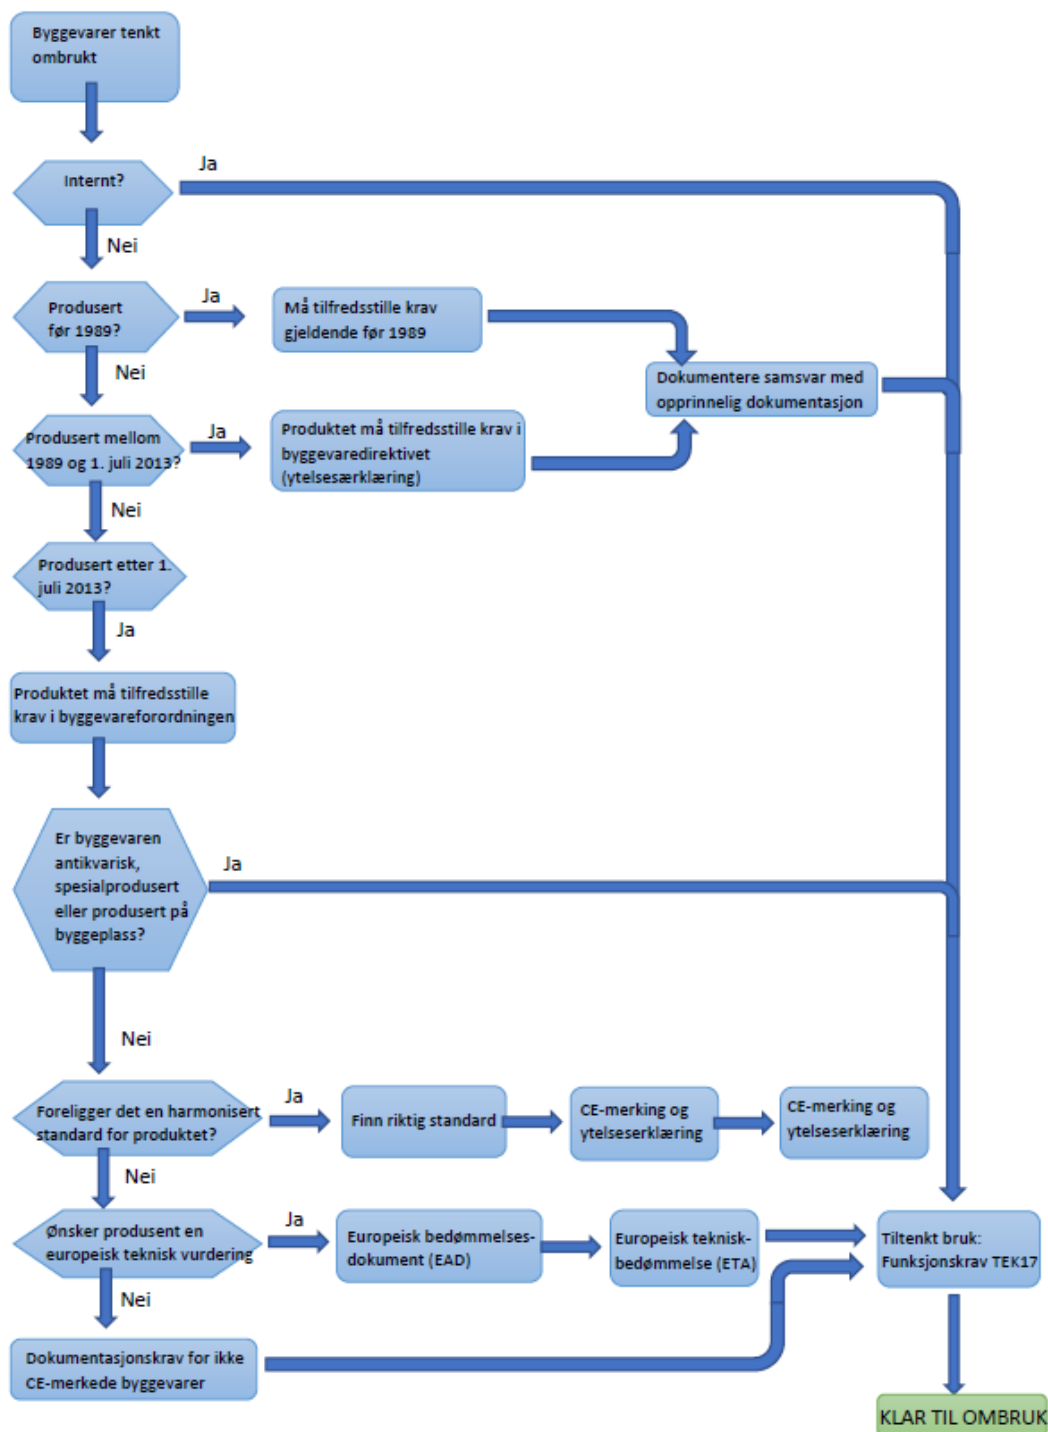 Byggevarer tenkt
ombrukt
Ja
Internt?
Nei
Produsert
før 1989?
Ja
Må tilfredsstille krav
gjeldende før 1989
Dokumentere samsvar med
opprinnelig dokumentasjon
Nei
Produsert mellom
1989 og 1. juli 2013?
Ja
Produktet må tilfredsstille krav i
byggevaredirektivet
(ytelsesærklæring)
Nei
Produsert etter 1.
juli 2013?
Ja
Produktet må tilfredsstille
krav i byggevareforordningen
Er byggevaren
antikvarisk,
spesialprodusert
eller produsert på
byggeplass?
Ja
Nei
Foreligger det en harmonisert
standard for produktet?
Ja
Finn riktig standard
CE-merking og
ytelseserklæring
CE-merking og
ytelseserklæring
Nei
Ønsker produsent en
europeisk teknisk vurdering
Ja
Europeisk bedømmelses-
dokument (EAD)
Europeisk teknisk-
bedømmelse (ETA)
Tiltenkt bruk:
Funksjonskrav TEK17
Nei
Dokumentasjonskrav for ikke
CE-merkede byggevarer
KLAR TIL OMBRUK